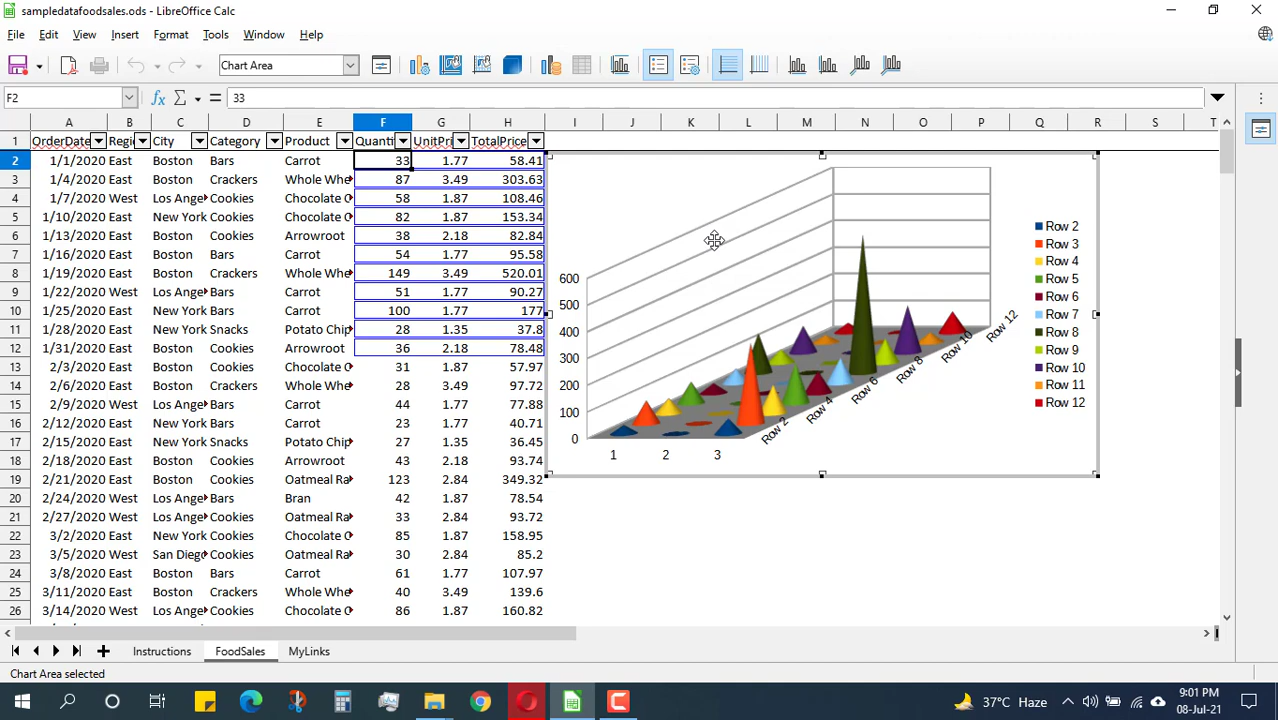 sampledatafoodsales.ods - LibreOffice Calc
File Edit View Insert Format Tools Window Help
Chart Area
F2 33
A B C D E F G H I J K L M N O P Q R S T
1 OrderDate Regi City Category Product Quanti UnitPri TotalPrice
2 1/1/2020 East Boston Bars Carrot 33 1.77 58.41
3 1/4/2020 East Boston Crackers Whole Whe 87 3.49 303.63
4 1/7/2020 West Los Ange Cookies Chocolate C 58 1.87 108.46
5 1/10/2020 East New York Cookies Chocolate C 82 1.87 153.34
6 1/13/2020 East Boston Cookies Arrowroot 38 2.18 82.84
7 1/16/2020 East Boston Bars Carrot 54 1.77 95.58
8 1/19/2020 East Boston Crackers Whole Whe 149 3.49 520.01
9 1/22/2020 West Los Ange Bars Carrot 51 1.77 90.27
10 1/25/2020 East New York Bars Carrot 100 1.77 177
11 1/28/2020 East New York Snacks Potato Chip 28 1.35 37.8
12 1/31/2020 East Boston Cookies Arrowroot 36 2.18 78.48
13 2/3/2020 East Boston Cookies Chocolate C 31 1.87 57.97
14 2/6/2020 East Boston Crackers Whole Whe 28 3.49 97.72
15 2/9/2020 West Los Ange Bars Carrot 44 1.77 77.88
16 2/12/2020 East New York Bars Carrot 23 1.77 40.71
17 2/15/2020 East New York Snacks Potato Chip 27 1.35 36.45
18 2/18/2020 East Boston Cookies Arrowroot 43 2.18 93.74
19 2/21/2020 East Boston Cookies Oatmeal Ra 123 2.84 349.32
20 2/24/2020 West Los Ange Bars Bran 42 1.87 78.54
21 2/27/2020 West Los Ange Cookies Oatmeal Ra 33 2.84 93.72
22 3/2/2020 East New York Cookies Chocolate C 85 1.87 158.95
23 3/5/2020 West San Diego Cookies Oatmeal Ra 30 2.84 85.2
24 3/8/2020 East Boston Bars Carrot 61 1.77 107.97
25 3/11/2020 East Boston Crackers Whole Whe 40 3.49 139.6
26 3/14/2020 West Los Ange Cookies Chocolate C 86 1.87 160.82
600
500
400
300
200
100
0
1 2 3
Row 2
Row 4
Row 6
Row 8
Row 10
Row 12
Row 2
Row 3
Row 4
Row 5
Row 6
Row 7
Row 8
Row 9
Row 10
Row 11
Row 12
Instructions FoodSales MyLinks
Chart Area selected
37°C Haze
9:01 PM
08-Jul-21